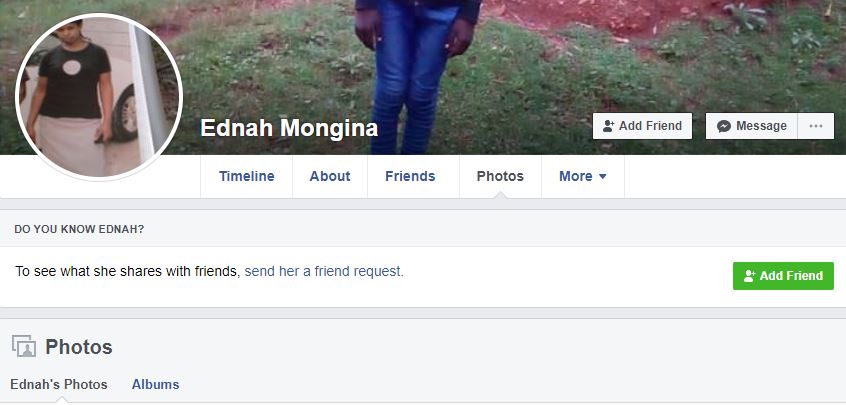 Ednah Mongina
Add Friend
Message
Timeline
About
Friends
Photos
More
DO YOU KNOW EDNAH?
To see what she shares with friends, send her a friend request.
Add Friend
Photos
Ednah's Photos
Albums